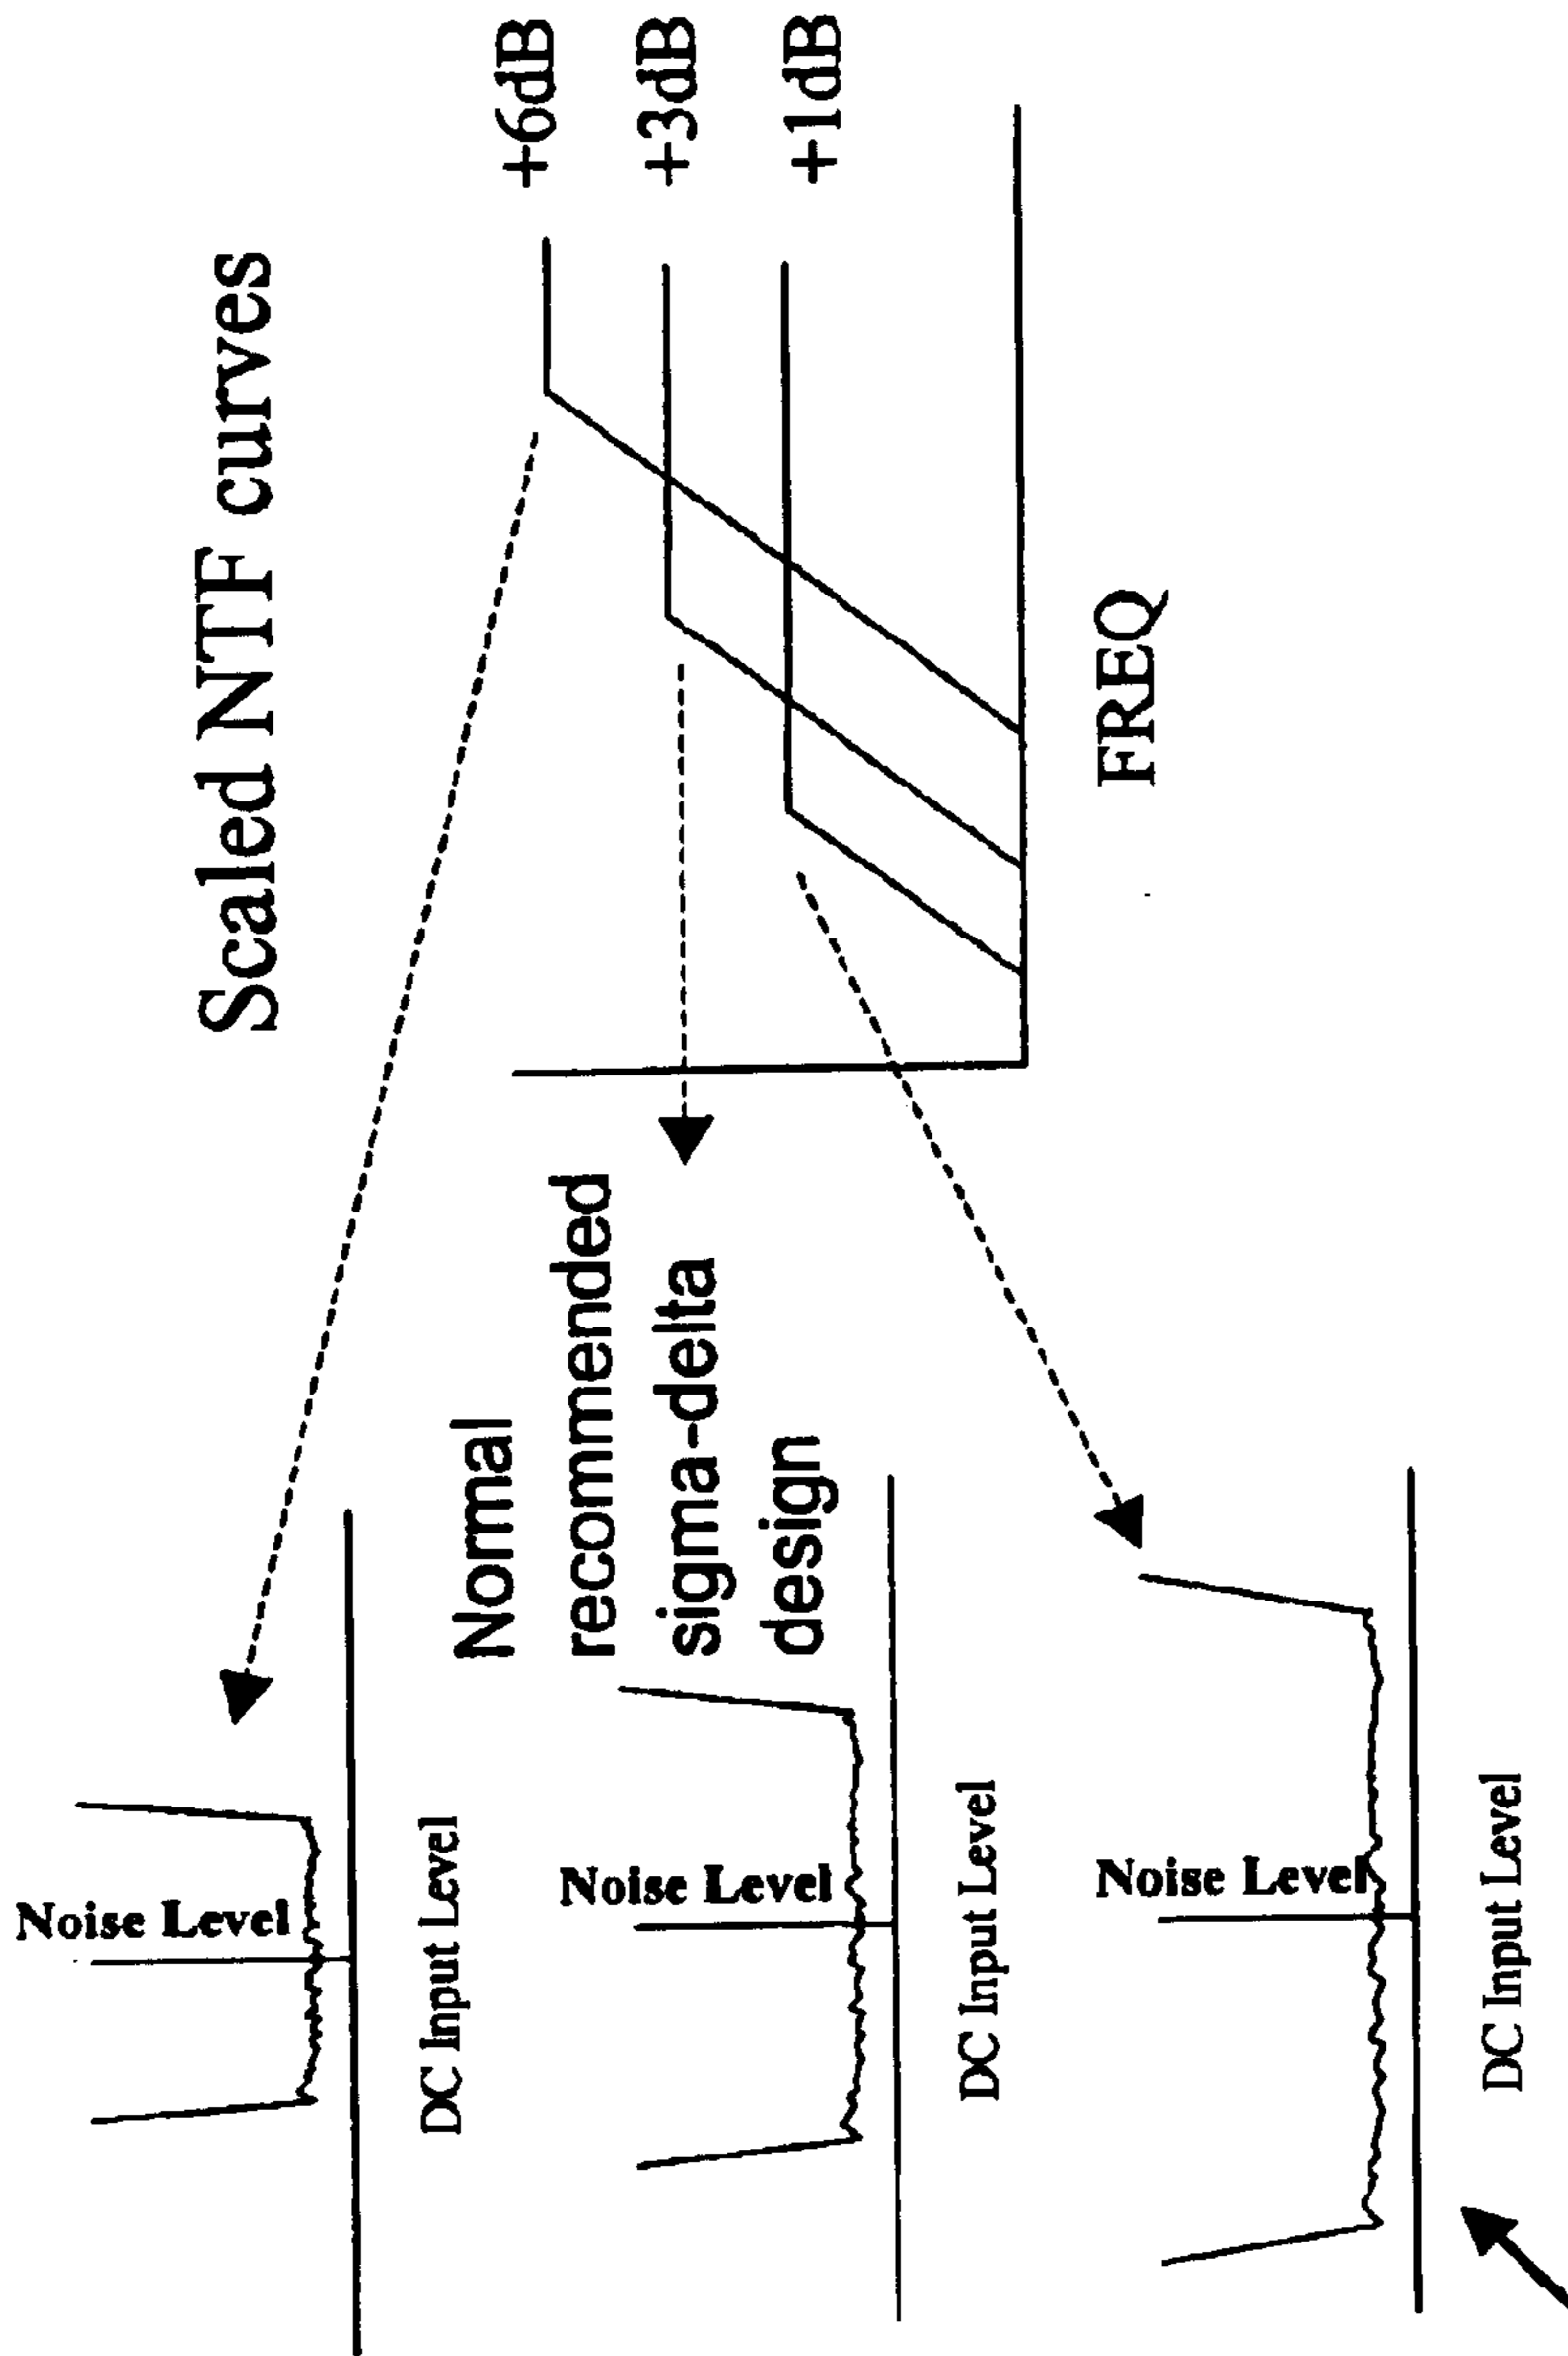 Scaled NTF curves
+6dB
+3dB
+1dB
FREQ
Noise Level
DC Input Level
Normal
recommended
sigma-delta
design
Noise Level
DC Input Level
Noise Level
DC Input Level